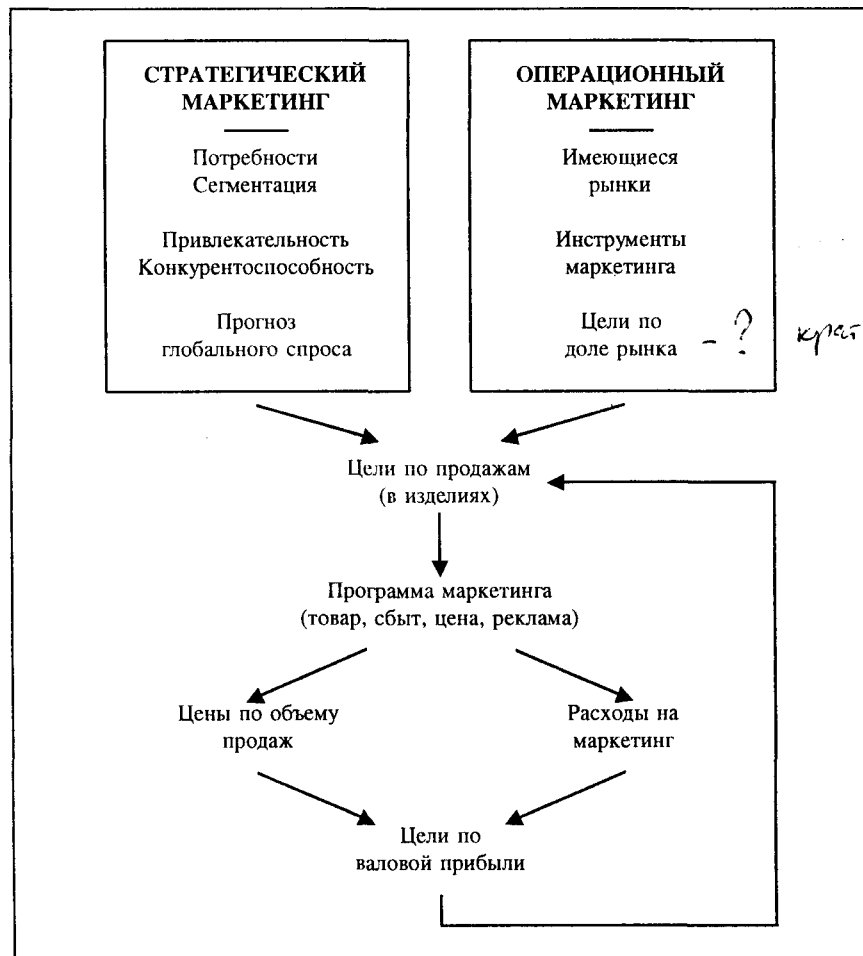 СТРАТЕГИЧЕСКИЙ
МАРКЕТИНГ
Потребности
Сегментация
Привлекательность
Конкурентоспособность
Прогноз
глобального спроса
ОПЕРАЦИОННЫЙ
МАРКЕТИНГ
Имеющиеся
рынки
Инструменты
маркетинга
Цели по
доле рынка - ? крат
Цели по продажам
(в изделиях)
Программа маркетинга
(товар, сбыт, цена, реклама)
Цены по объему
продаж
Расходы на
маркетинг
Цели по
валовой прибыли